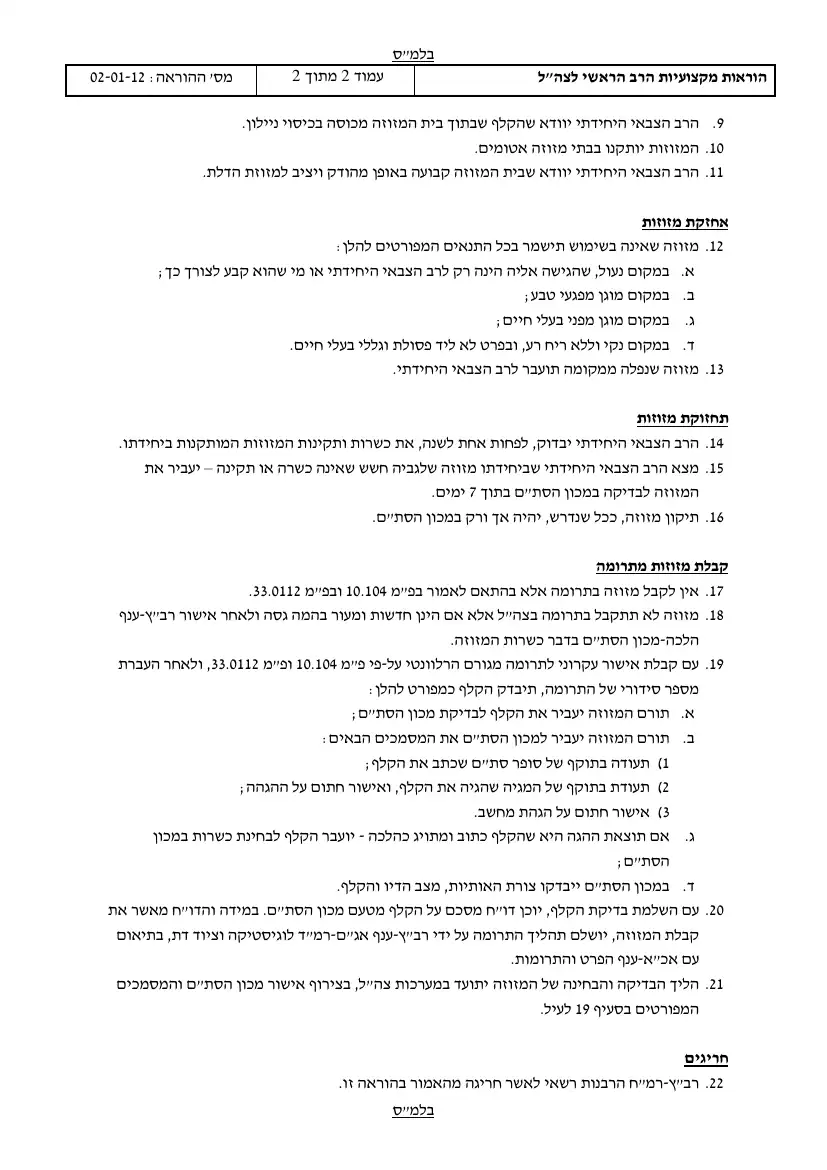 בלמ"ס
הוראות מקצועיות הרב הראשי לצה"ל עמוד 2 מתוך 2 מס' ההוראה: 02-01-12
9. הרב הצבאי היחידתי יוודא שהקלף שבתוך בית המזוזה מכוסה בכיסוי ניילון.
10. המזוזות יותקנו בבתי מזוזה אטומים.
11. הרב הצבאי היחידתי יוודא שבית המזוזה קבועה באופן מהודק ויציב למזוזת הדלת.
אחזקת מזוזות
12. מזוזה שאינה בשימוש תישמר בכל התנאים המפורטים להלן:
א. במקום נעול, שהגישה אליה הינה רק לרב הצבאי היחידתי או מי שהוא קבע לצורך כך;
ב. במקום מוגן מפגעי טבע;
ג. במקום מוגן מפני בעלי חיים;
ד. במקום נקי וללא ריח רע, ובפרט לא ליד פסולת וגללי בעלי חיים.
13. מזוזה שנפלה ממקומה תועבר לרב הצבאי היחידתי.
תחזוקת מזוזות
14. הרב הצבאי היחידתי יבדוק, לפחות אחת לשנה, את כשרות ותקינות המזוזות המותקנות ביחידתו.
15. מצא הרב הצבאי היחידתי שביחידתו מזוזה שלגביה חשש שאינה כשרה או תקינה – יעביר את
המזוזה לבדיקה במכון הסת"ם בתוך 7 ימים.
16. תיקון מזוזה, ככל שנדרש, יהיה אך ורק במכון הסת"ם.
קבלת מזוזות מתרומה
17. אין לקבל מזוזה בתרומה אלא בהתאם לאמור בפ"מ 10.104 ובפ"מ 33.0112.
18. מזוזה לא תתקבל בתרומה בצה"ל אלא אם הינן חדשות ומעור בהמה גסה ולאחר אישור רב"ץ-ענף
הלכה-מכון הסת"ם בדבר כשרות המזוזה.
19. עם קבלת אישור עקרוני לתרומה מגורם הרלוונטי על-פי פ"מ 10.104 ופ"מ 33.0112, ולאחר העברת
מספר סידורי של התרומה, תיבדק הקלף כמפורט להלן:
א. תורם המזוזה יעביר את הקלף לבדיקת מכון הסת"ם;
ב. תורם המזוזה יעביר למכון הסת"ם את המסמכים הבאים:
1) תעודה בתוקף של סופר סת"ם שכתב את הקלף;
2) תעודת בתוקף של המגיה שהגיה את הקלף, ואישור חתום על ההגהה;
3) אישור חתום על הגהת מחשב.
ג. אם תוצאת ההגה היא שהקלף כתוב ומתויג כהלכה - יועבר הקלף לבחינת כשרות במכון
הסת"ם;
ד. במכון הסת"ם ייבדקו צורת האותיות, מצב הדיו והקלף.
20. עם השלמת בדיקת הקלף, יוכן דו"ח מסכם על הקלף מטעם מכון הסת"ם. במידה והדו"ח מאשר את
קבלת המזוזה, יושלם תהליך התרומה על ידי רב"ץ-ענף אג"ם-רמ"ד לוגיסטיקה וציוד דת, בתיאום
עם אכ"א-ענף הפרט והתרומות.
21. הליך הבדיקה והבחינה של המזוזה יתועד במערכות צה"ל, בצירוף אישור מכון הסת"ם והמסמכים
המפורטים בסעיף 19 לעיל.
חריגים
22. רב"ץ-רמ"ח הרבנות רשאי לאשר חריגה מהאמור בהוראה זו.
בלמ"ס